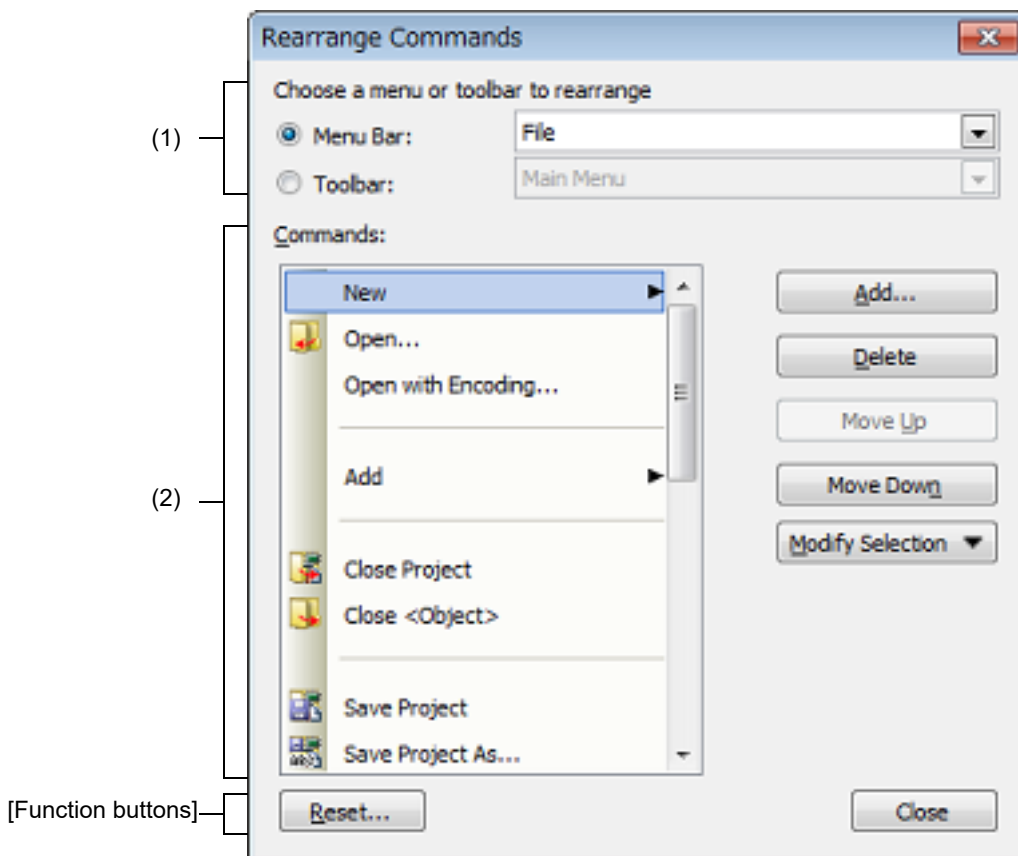 Rearrange Commands
Choose a menu or toolbar to rearrange
(1)
Menu Bar: File
Toolbar: Main Menu
(2)
Commands:
New
Open...
Open with Encoding...
Add
Close Project
Close <Object>
Save Project
Save Project As...
Add...
Delete
Move Up
Move Down
Modify Selection
[Function buttons]
Reset...
Close